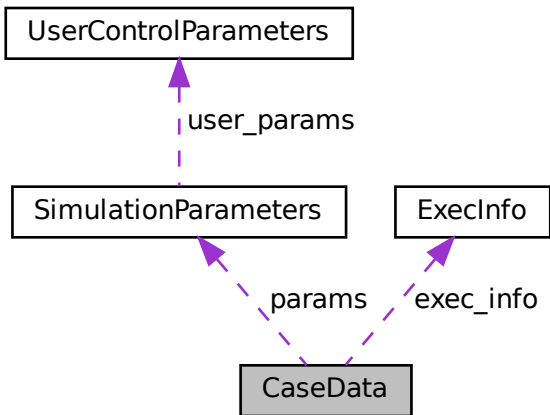 UserControlParameters
user_params
SimulationParameters
ExecInfo
params
exec_info
CaseData